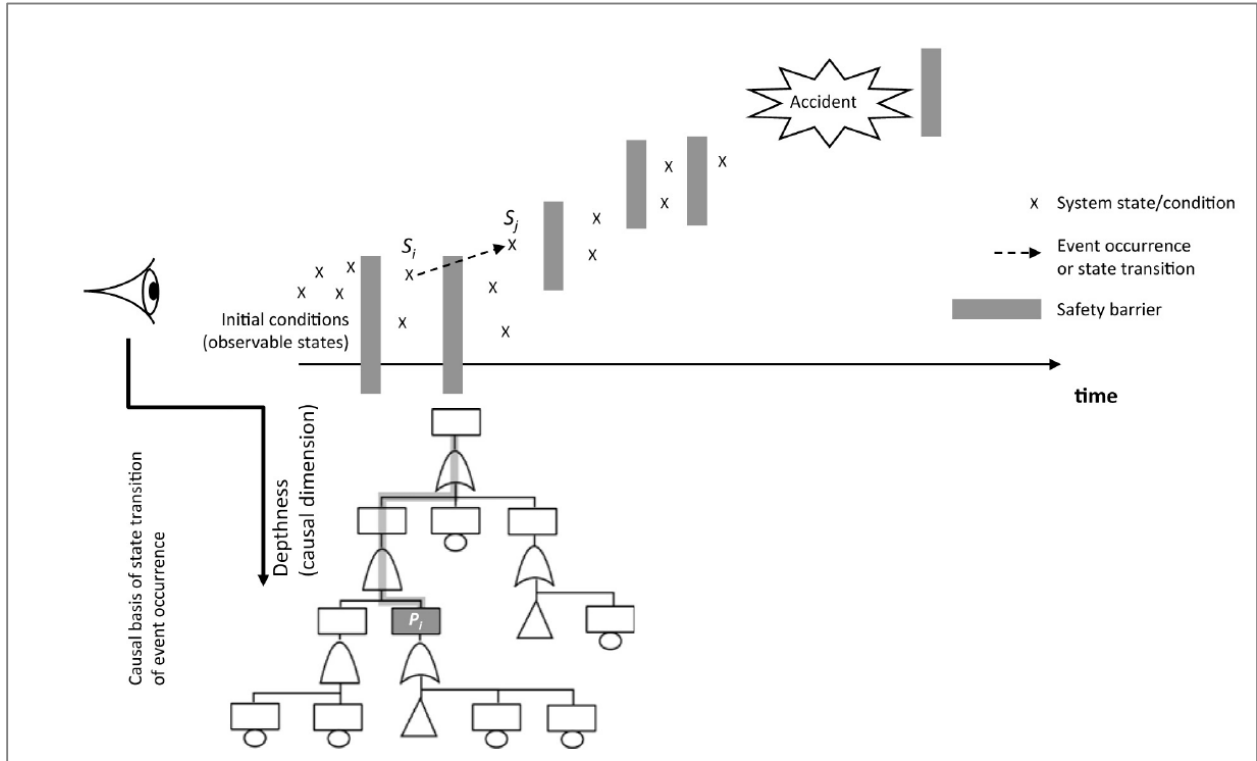 Accident
x System state/condition
Event occurrence
or state transition
Safety barrier
S_i
S_j
x x x x x x x x x x x x x x x
Initial conditions
(observable states)
time
Depthness
(causal dimension)
Causal basis of state transition
of event occurrence
P_i